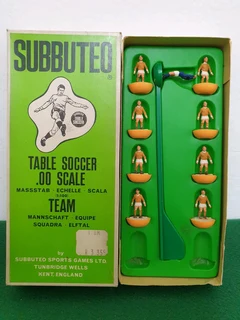 SUBBUTEO
TABLE SOCCER
.00 SCALE
MASSSTAB · ECHELLE · SCALA
TEAM
MANNSCHAFT · EQUIPE
SQUADRA · ELFTAL
by
SUBBUTEO SPORTS GAMES LTD.
TUNBRIDGE WELLS
KENT, ENGLAND